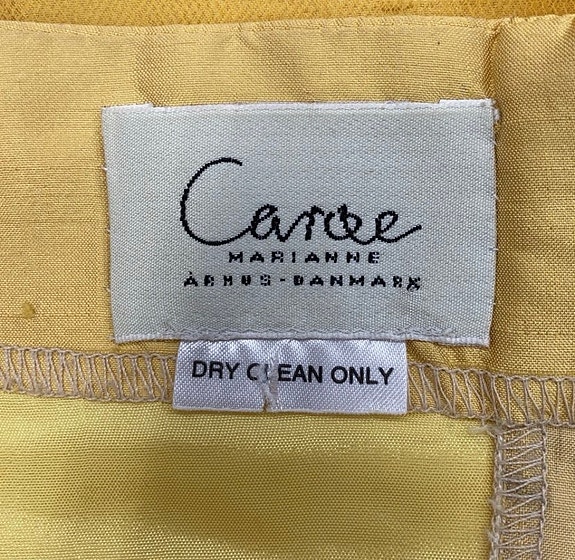 Carøe
MARIANNE
ÅRHUS-DANMARK
DRY CLEAN ONLY